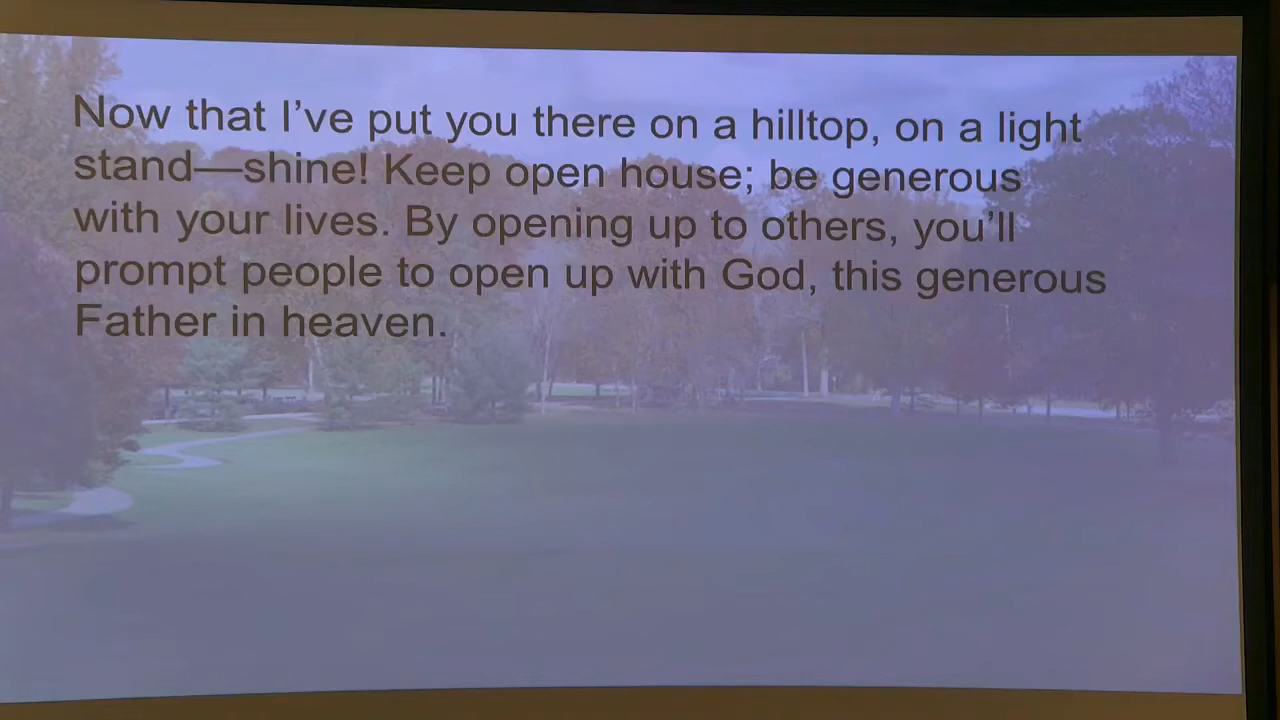 Now that I’ve put you there on a hilltop, on a light
stand—shine! Keep open house; be generous
with your lives. By opening up to others, you’ll
prompt people to open up with God, this generous
Father in heaven.